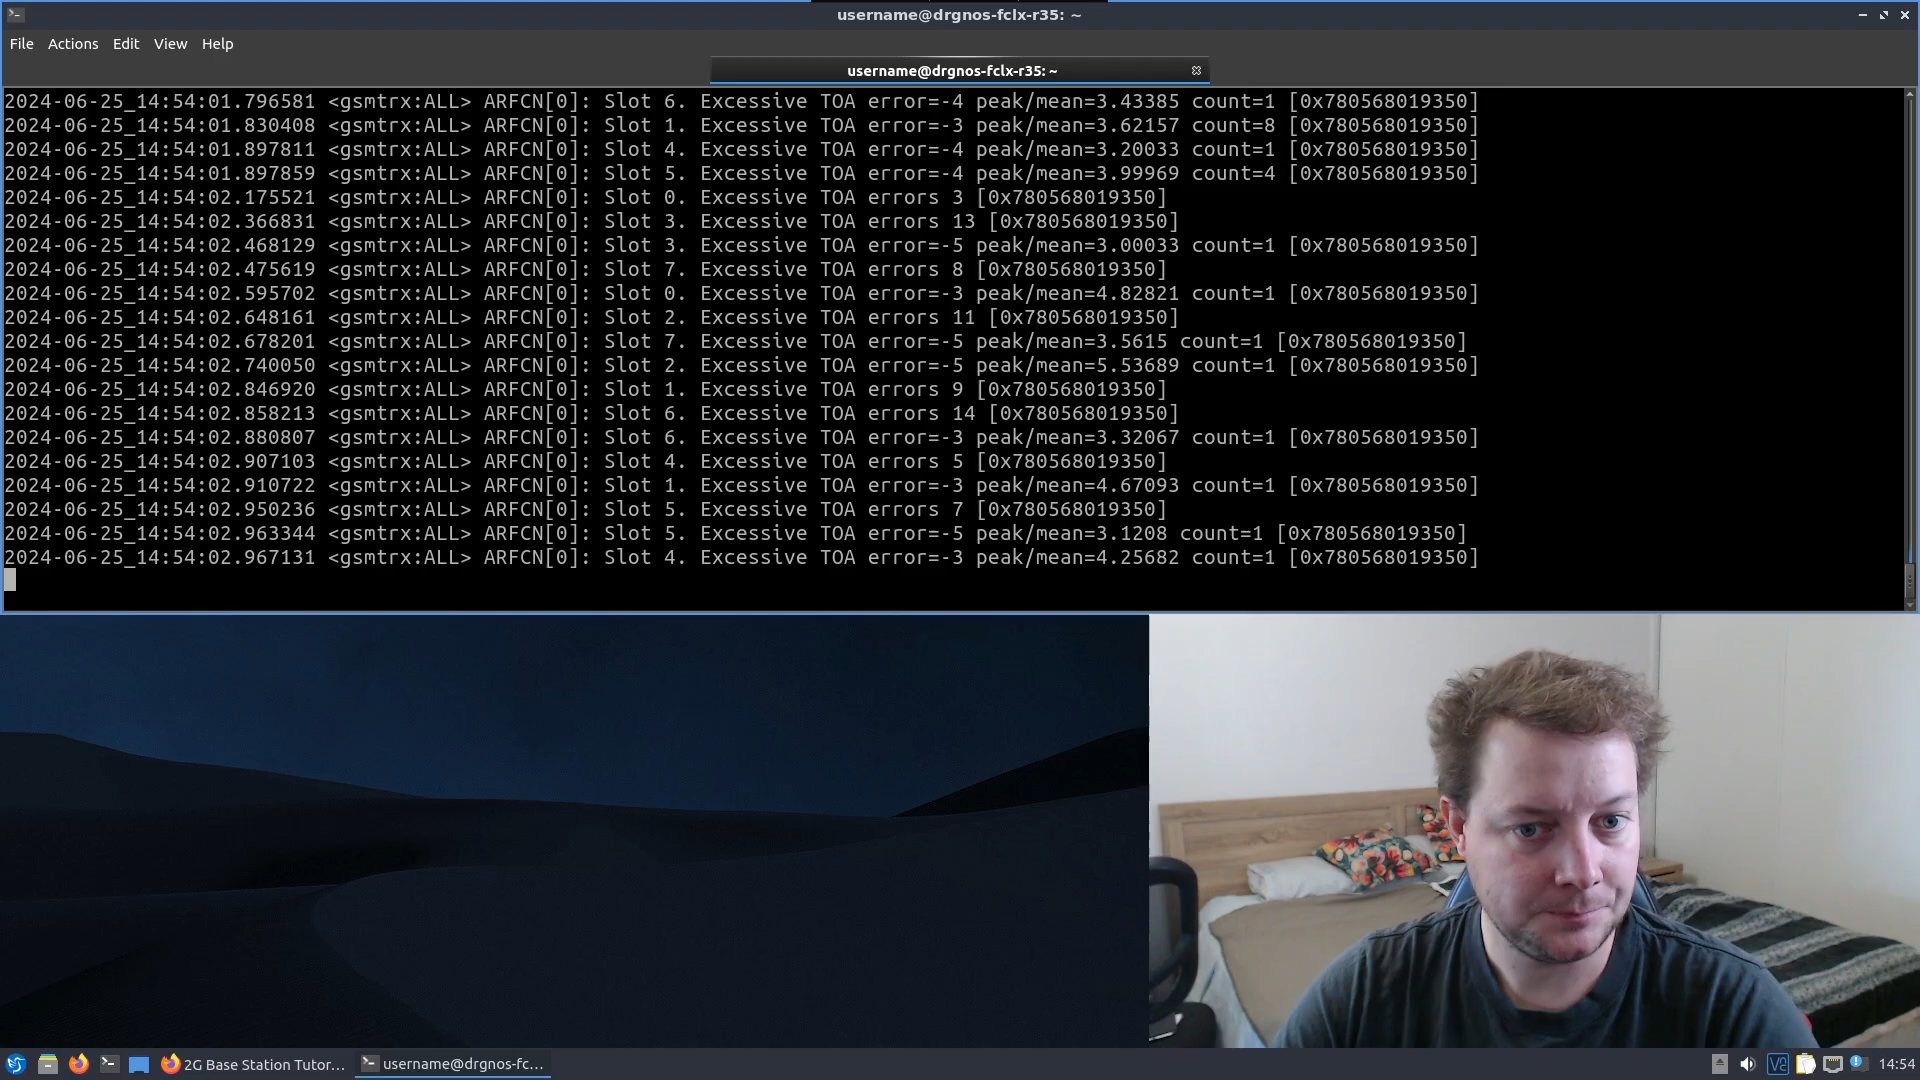 username@drgnos-fclx-r35: ~
File Actions Edit View Help
username@drgnos-fclx-r35: ~
2024-06-25_14:54:01.796581 <gsmtrx:ALL> ARFCN[0]: Slot 6. Excessive TOA error=-4 peak/mean=3.43385 count=1 [0x780568019350]
2024-06-25_14:54:01.830408 <gsmtrx:ALL> ARFCN[0]: Slot 1. Excessive TOA error=-3 peak/mean=3.62157 count=8 [0x780568019350]
2024-06-25_14:54:01.897811 <gsmtrx:ALL> ARFCN[0]: Slot 4. Excessive TOA error=-4 peak/mean=3.20033 count=1 [0x780568019350]
2024-06-25_14:54:01.897859 <gsmtrx:ALL> ARFCN[0]: Slot 5. Excessive TOA error=-4 peak/mean=3.99969 count=4 [0x780568019350]
2024-06-25_14:54:02.175521 <gsmtrx:ALL> ARFCN[0]: Slot 0. Excessive TOA errors 3 [0x780568019350]
2024-06-25_14:54:02.366831 <gsmtrx:ALL> ARFCN[0]: Slot 3. Excessive TOA errors 13 [0x780568019350]
2024-06-25_14:54:02.468129 <gsmtrx:ALL> ARFCN[0]: Slot 3. Excessive TOA error=-5 peak/mean=3.00033 count=1 [0x780568019350]
2024-06-25_14:54:02.475619 <gsmtrx:ALL> ARFCN[0]: Slot 7. Excessive TOA errors 8 [0x780568019350]
2024-06-25_14:54:02.595702 <gsmtrx:ALL> ARFCN[0]: Slot 0. Excessive TOA error=-3 peak/mean=4.82821 count=1 [0x780568019350]
2024-06-25_14:54:02.648161 <gsmtrx:ALL> ARFCN[0]: Slot 2. Excessive TOA errors 11 [0x780568019350]
2024-06-25_14:54:02.678201 <gsmtrx:ALL> ARFCN[0]: Slot 7. Excessive TOA error=-5 peak/mean=3.5615 count=1 [0x780568019350]
2024-06-25_14:54:02.740050 <gsmtrx:ALL> ARFCN[0]: Slot 2. Excessive TOA error=-5 peak/mean=5.53689 count=1 [0x780568019350]
2024-06-25_14:54:02.846920 <gsmtrx:ALL> ARFCN[0]: Slot 1. Excessive TOA errors 9 [0x780568019350]
2024-06-25_14:54:02.858213 <gsmtrx:ALL> ARFCN[0]: Slot 6. Excessive TOA errors 14 [0x780568019350]
2024-06-25_14:54:02.880807 <gsmtrx:ALL> ARFCN[0]: Slot 6. Excessive TOA error=-3 peak/mean=3.32067 count=1 [0x780568019350]
2024-06-25_14:54:02.907103 <gsmtrx:ALL> ARFCN[0]: Slot 4. Excessive TOA errors 5 [0x780568019350]
2024-06-25_14:54:02.910722 <gsmtrx:ALL> ARFCN[0]: Slot 1. Excessive TOA error=-3 peak/mean=4.67093 count=1 [0x780568019350]
2024-06-25_14:54:02.950236 <gsmtrx:ALL> ARFCN[0]: Slot 5. Excessive TOA errors 7 [0x780568019350]
2024-06-25_14:54:02.963344 <gsmtrx:ALL> ARFCN[0]: Slot 5. Excessive TOA error=-5 peak/mean=3.1208 count=1 [0x780568019350]
2024-06-25_14:54:02.967131 <gsmtrx:ALL> ARFCN[0]: Slot 4. Excessive TOA error=-3 peak/mean=4.25682 count=1 [0x780568019350]
2G Base Station Tutor... username@drgnos-fc... 14:54